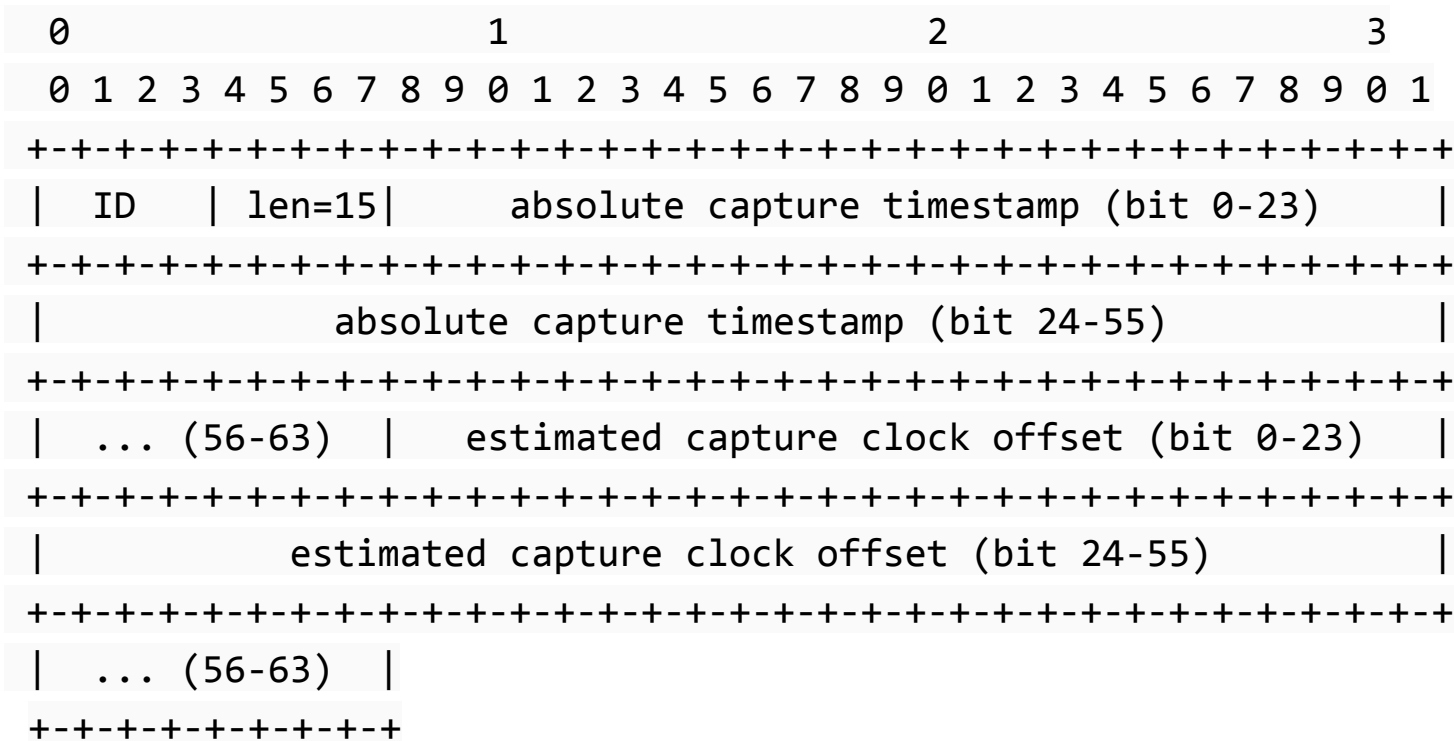 0                   1                   2                   3
 0 1 2 3 4 5 6 7 8 9 0 1 2 3 4 5 6 7 8 9 0 1 2 3 4 5 6 7 8 9 0 1
+-+-+-+-+-+-+-+-+-+-+-+-+-+-+-+-+-+-+-+-+-+-+-+-+-+-+-+-+-+-+-+-+
|  ID   | len=15|     absolute capture timestamp (bit 0-23)     |
+-+-+-+-+-+-+-+-+-+-+-+-+-+-+-+-+-+-+-+-+-+-+-+-+-+-+-+-+-+-+-+-+
|             absolute capture timestamp (bit 24-55)            |
+-+-+-+-+-+-+-+-+-+-+-+-+-+-+-+-+-+-+-+-+-+-+-+-+-+-+-+-+-+-+-+-+
|  ... (56-63)  |   estimated capture clock offset (bit 0-23)   |
+-+-+-+-+-+-+-+-+-+-+-+-+-+-+-+-+-+-+-+-+-+-+-+-+-+-+-+-+-+-+-+-+
|           estimated capture clock offset (bit 24-55)          |
+-+-+-+-+-+-+-+-+-+-+-+-+-+-+-+-+-+-+-+-+-+-+-+-+-+-+-+-+-+-+-+-+
|  ... (56-63)  |
+-+-+-+-+-+-+-+-+